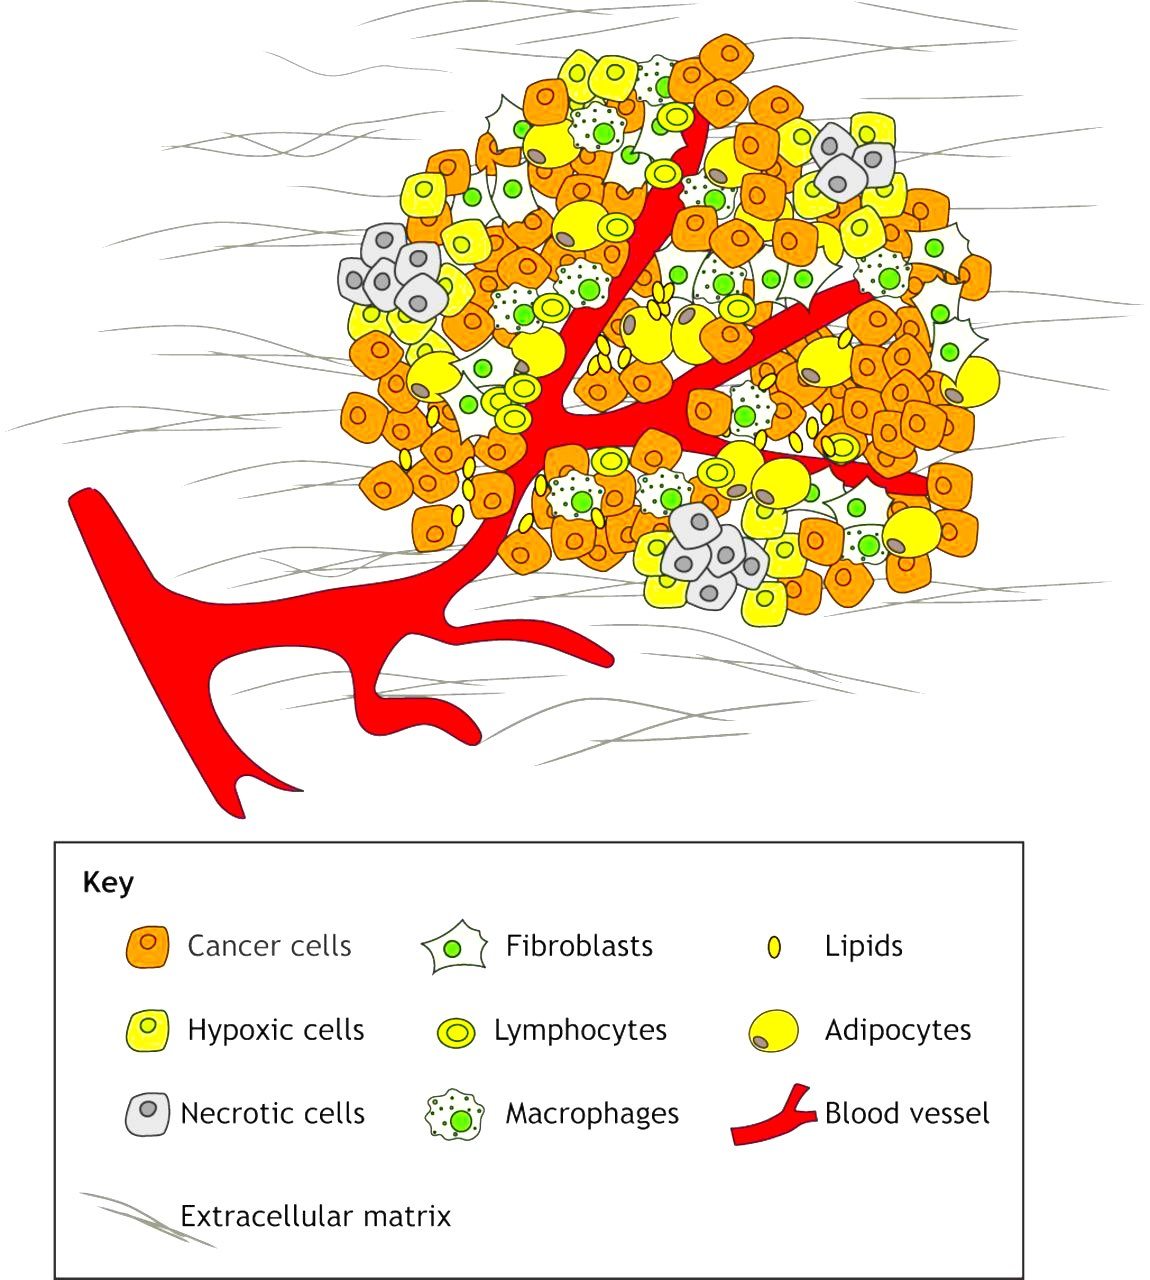 Key
Cancer cells
Fibroblasts
Lipids
Hypoxic cells
Lymphocytes
Adipocytes
Necrotic cells
Macrophages
Blood vessel
Extracellular matrix